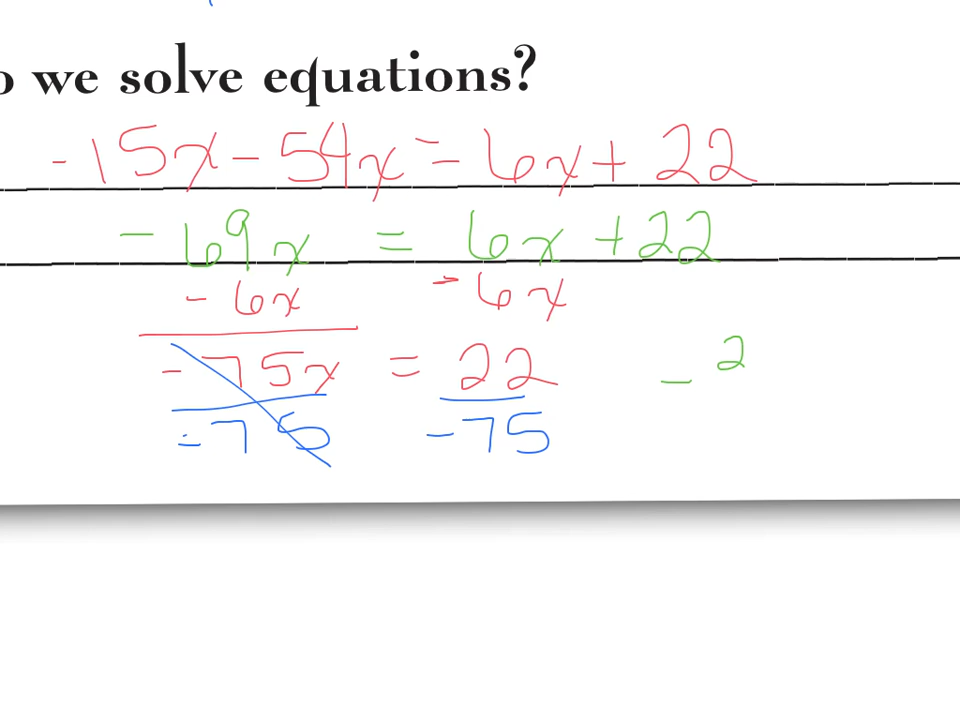 o we solve equations?
-15x - 54x = 6x + 22
- 69x = 6x + 22
- 6x - 6x
- 75x = 22 - 2
- 75 - 75